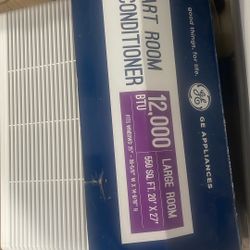 ART ROOM
CONDITIONER
12,000
BTU
LARGE ROOM
550 SQ. FT. 20' X 27'
good things, for life.
GE
GE APPLIANCES